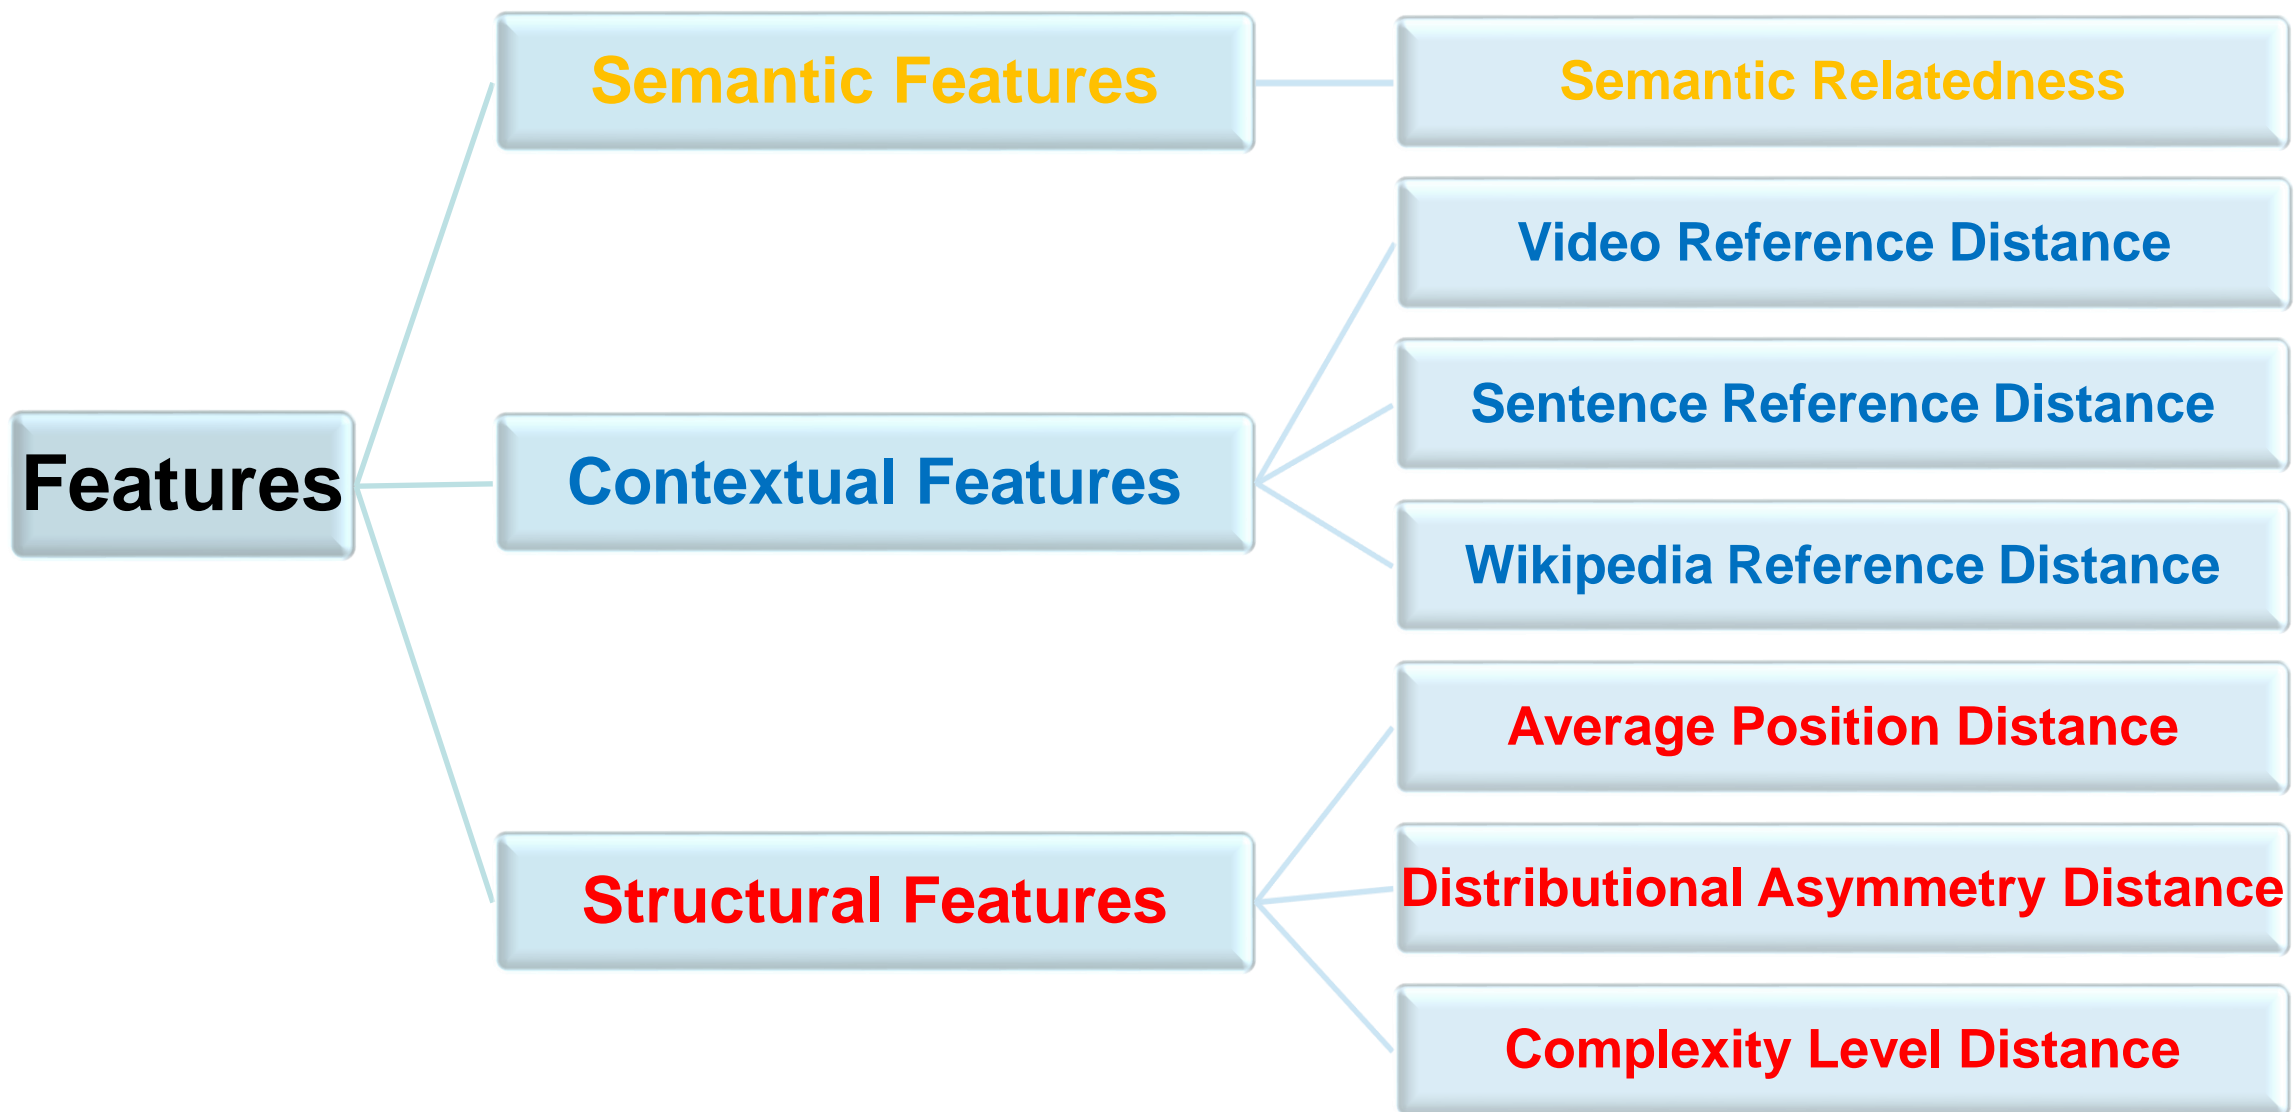 Features
Semantic Features
Semantic Relatedness
Contextual Features
Video Reference Distance
Sentence Reference Distance
Wikipedia Reference Distance
Structural Features
Average Position Distance
Distributional Asymmetry Distance
Complexity Level Distance